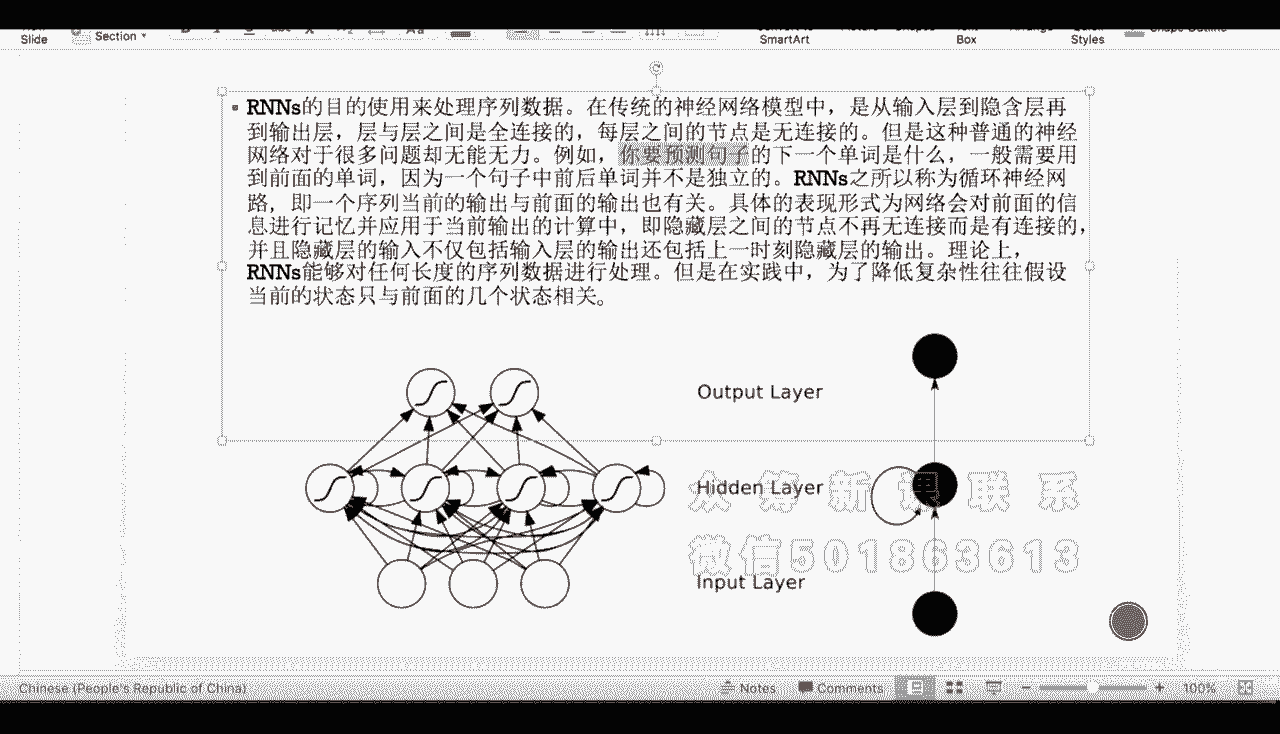 Slide
Section
SmartArt
Box
Styles
RNNs的目的使用来处理序列数据。在传统的神经网络模型中，是从输入层到隐含层再
到输出层，层与层之间是全连接的，每层之间的节点是无连接的。但是这种普通的神经
网络对于很多问题却无能无力。例如，你要预测句子的下一个单词是什么，一般需要用
到前面的单词，因为一个句子中前后单词并不是独立的。RNNs之所以称为循环神经网
路，即一个序列当前的输出与前面的输出也有关。具体的表现形式为网络会对前面的信
息进行记忆并应用于当前输出的计算中，即隐藏层之间的节点不再无连接而是有连接的，
并且隐藏层的输入不仅包括输入层的输出还包括上一时刻隐藏层的输出。理论上，
RNNs能够对任何长度的序列数据进行处理。但是在实践中，为了降低复杂性往往假设
当前的状态只与前面的几个状态相关。
Output Layer
Hidden Layer
众筹新课联系
微信501863613
Input Layer
Chinese (People's Republic of China)
Notes
Comments
100%